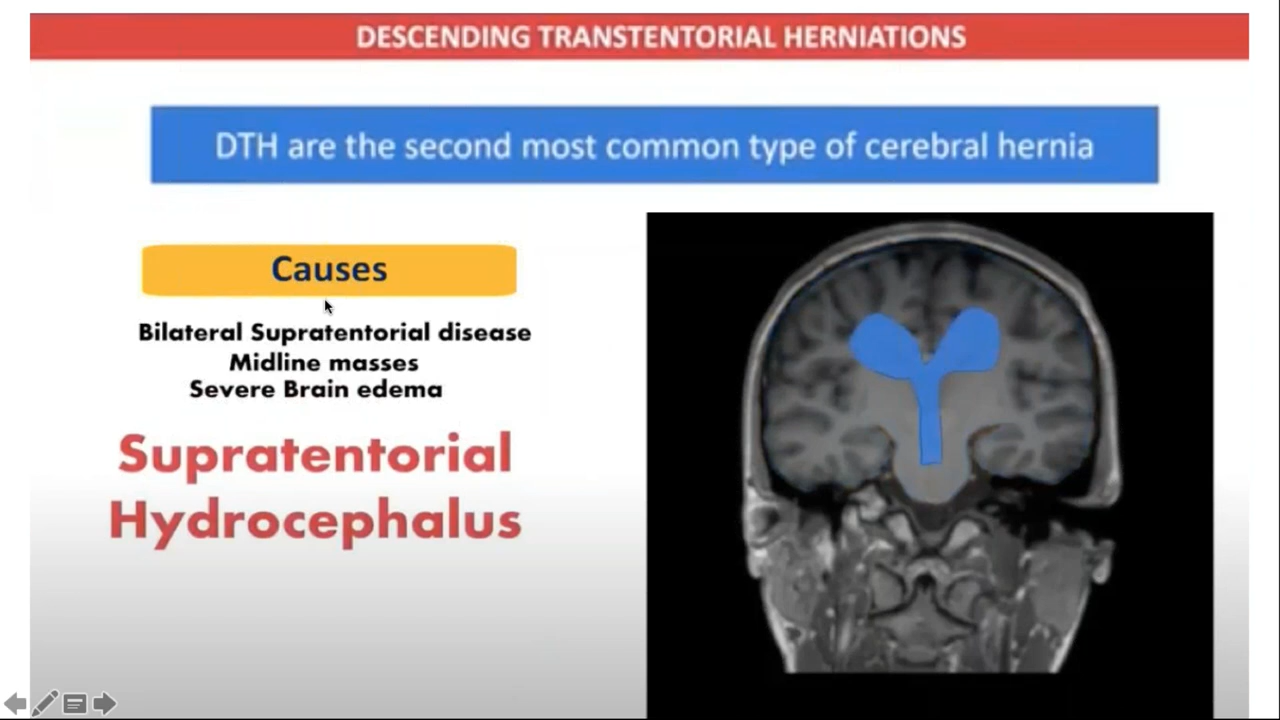 DESCENDING TRANSTENTORIAL HERNIATIONS
DTH are the second most common type of cerebral hernia
Causes
Bilateral Supratentorial disease
Midline masses
Severe Brain edema
Supratentorial
Hydrocephalus